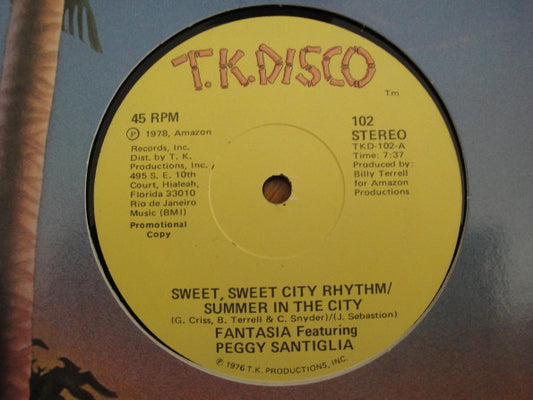 T.K.DISCO
Tm
45 RPM
℗ 1978, Amazon
Records, Inc.
Dist. by T. K.
Productions, Inc.
495 S. E. 10th
Court, Hialeah,
Florida 33010
Rio de Janeiro
Music (BMI)
Promotional
Copy
102
STEREO
TKD-102-A
Time: 7:37
Produced by:
Billy Terrell
for Amazon
Productions
SWEET, SWEET CITY RHYTHM/
SUMMER IN THE CITY
(G. Criss, B. Terrell & C. Snyder)/(J. Sebastian)
FANTASIA Featuring
PEGGY SANTIGLIA
℗ 1976 T.K. PRODUCTIONS, INC.